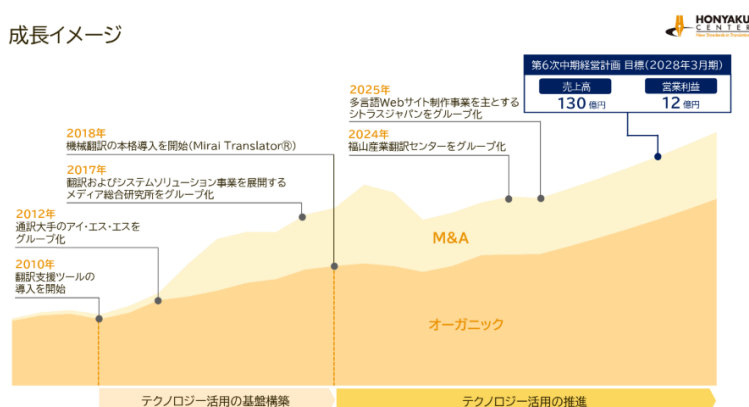 成長イメージ
HONYAKU
CENTER
New Standards in Translation
第6次中期経営計画 目標(2028年3月期)
売上高
130 億円
営業利益
12 億円
2025年
多言語Webサイト制作事業を主とする
シトラスジャパンをグループ化
2024年
福山産業翻訳センターをグループ化
2018年
機械翻訳の本格導入を開始(Mirai Translator®)
2017年
翻訳およびシステムソリューション事業を展開する
メディア総合研究所をグループ化
2012年
通訳大手のアイ・エス・エスを
グループ化
2010年
翻訳支援ツールの
導入を開始
M&A
オーガニック
テクノロジー活用の基盤構築
テクノロジー活用の推進